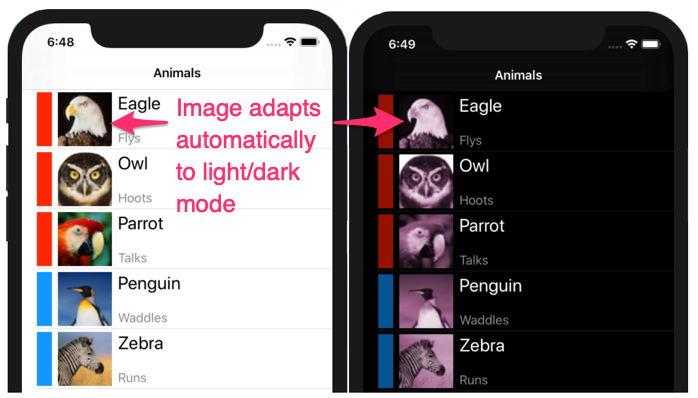 6:48
Animals
Eagle
Flys
Owl
Hoots
Parrot
Talks
Penguin
Waddles
Zebra
Runs
Image adapts
automatically
to light/dark
mode
6:49
Animals
Eagle
Flys
Owl
Hoots
Parrot
Talks
Penguin
Waddles
Zebra
Runs